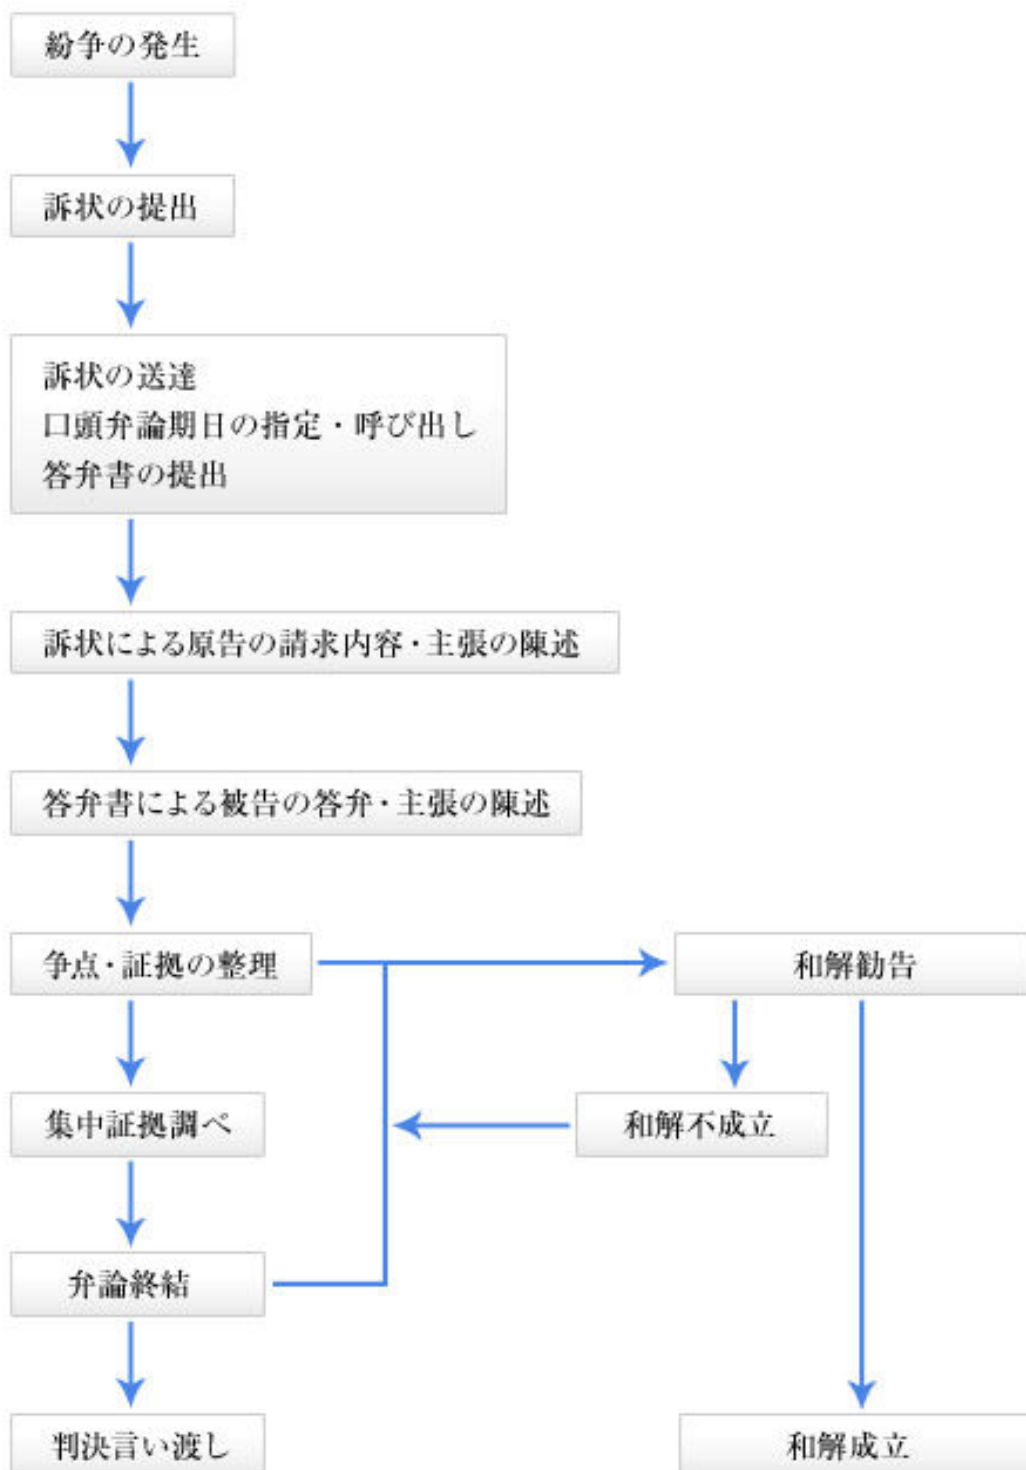 紛争の発生
訴状の提出
訴状の送達
口頭弁論期日の指定・呼び出し
答弁書の提出
訴状による原告の請求内容・主張の陳述
答弁書による被告の答弁・主張の陳述
争点・証拠の整理
和解勧告
集中証拠調べ
和解不成立
弁論終結
判決言い渡し
和解成立